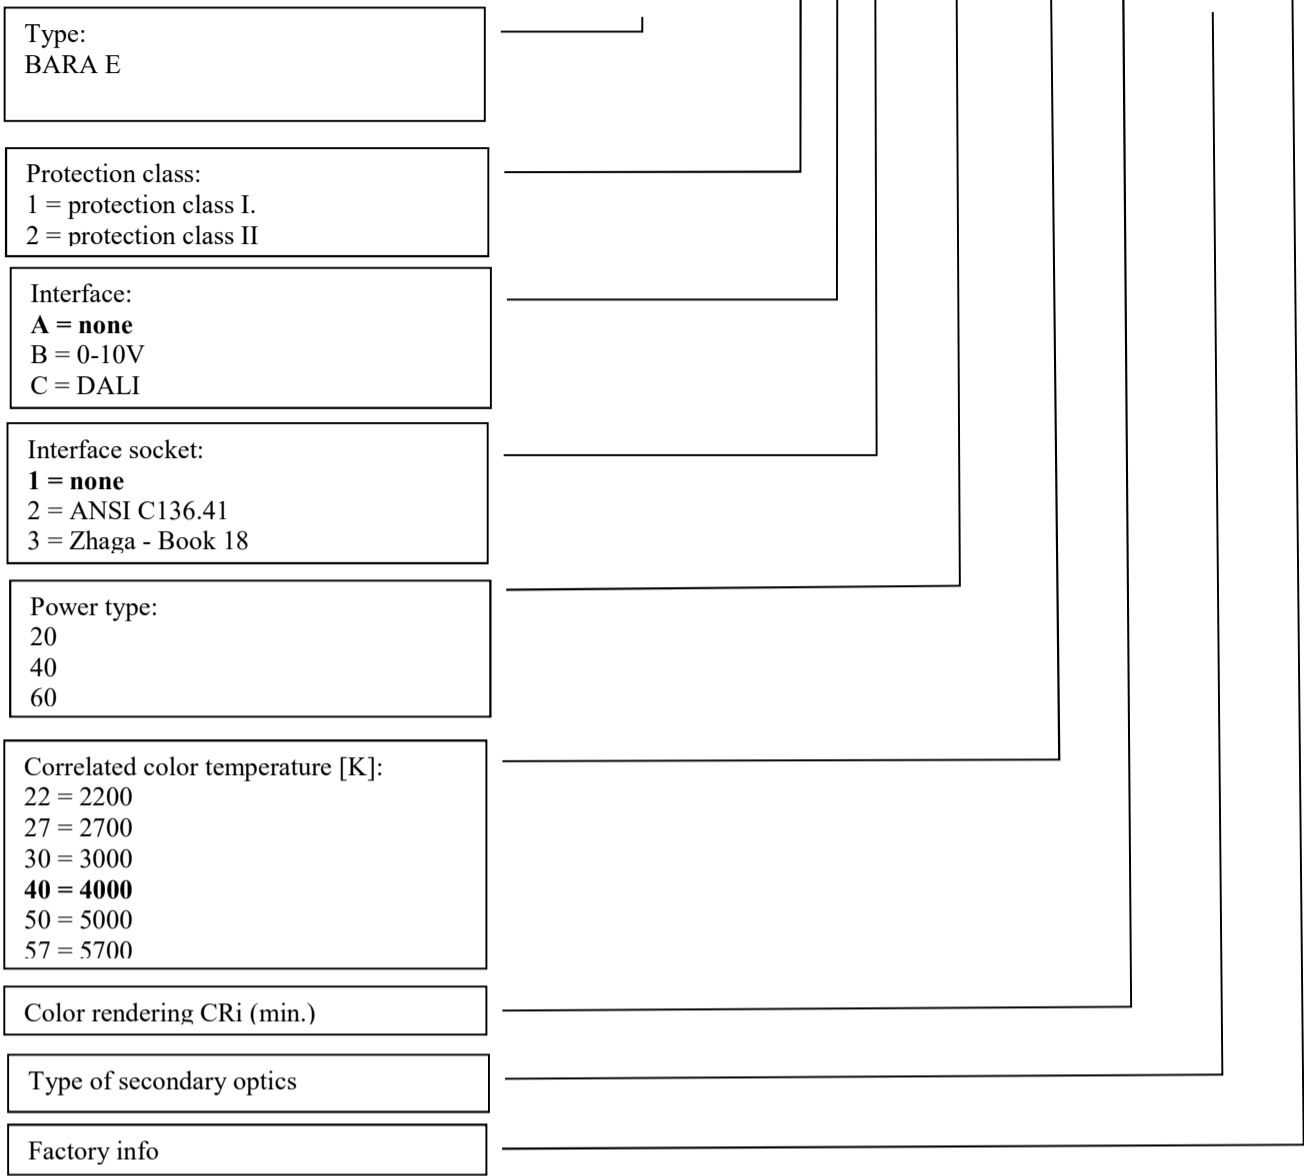 Type:
BARA E
Protection class:
1 = protection class I.
2 = protection class II
Interface:
A = none
B = 0-10V
C = DALI
Interface socket:
1 = none
2 = ANSI C136.41
3 = Zhaga - Book 18
Power type:
20
40
60
Correlated color temperature [K]:
22 = 2200
27 = 2700
30 = 3000
40 = 4000
50 = 5000
57 = 5700
Color rendering CRi (min.)
Type of secondary optics
Factory info